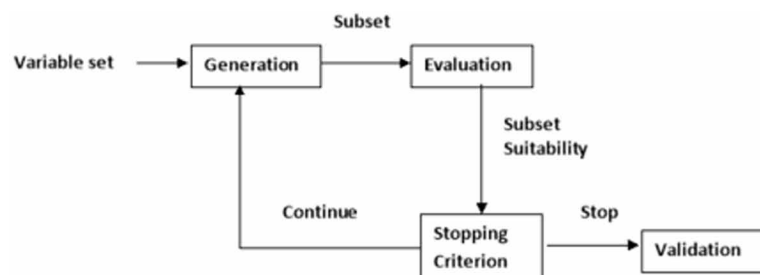 Subset
Variable set
Generation
Evaluation
Subset
Suitability
Continue
Stopping
Criterion
Stop
Validation